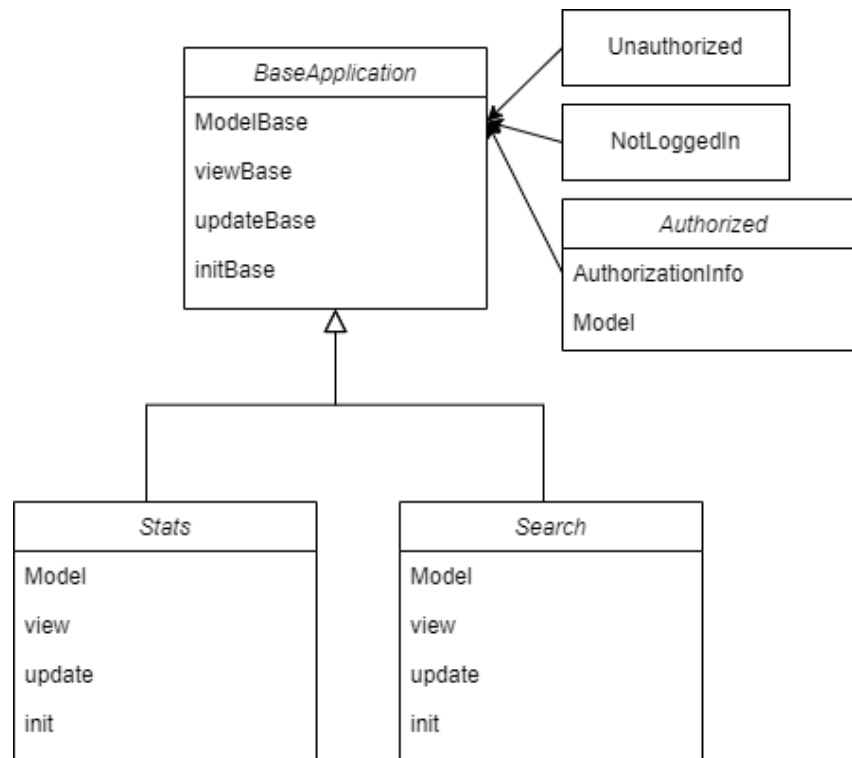 BaseApplication
ModelBase
viewBase
updateBase
initBase
Unauthorized
NotLoggedIn
Authorized
AuthorizationInfo
Model
Stats
Model
view
update
init
Search
Model
view
update
init